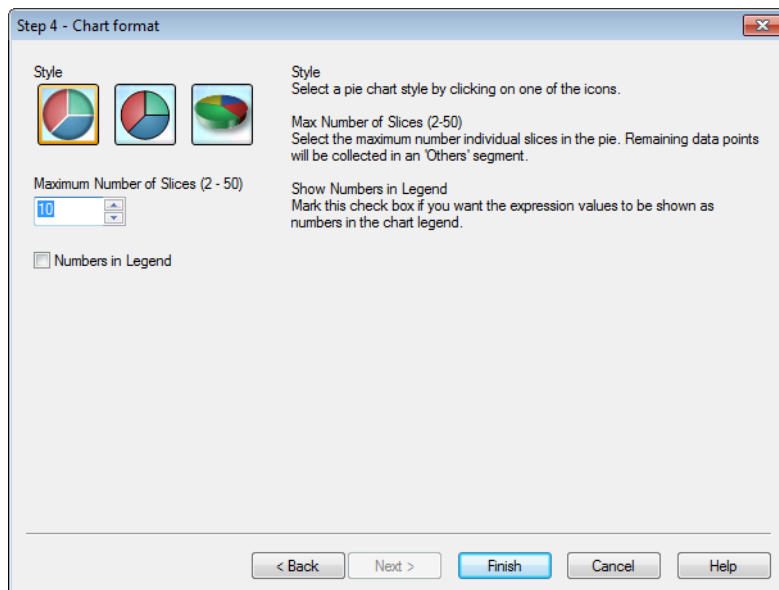 Step 4 - Chart format
Style
Maximum Number of Slices (2 - 50)
10
Numbers in Legend
Style
Select a pie chart style by clicking on one of the icons.
Max Number of Slices (2-50)
Select the maximum number individual slices in the pie. Remaining data points
will be collected in an 'Others' segment.
Show Numbers in Legend
Mark this check box if you want the expression values to be shown as
numbers in the chart legend.
< Back Next > Finish Cancel Help